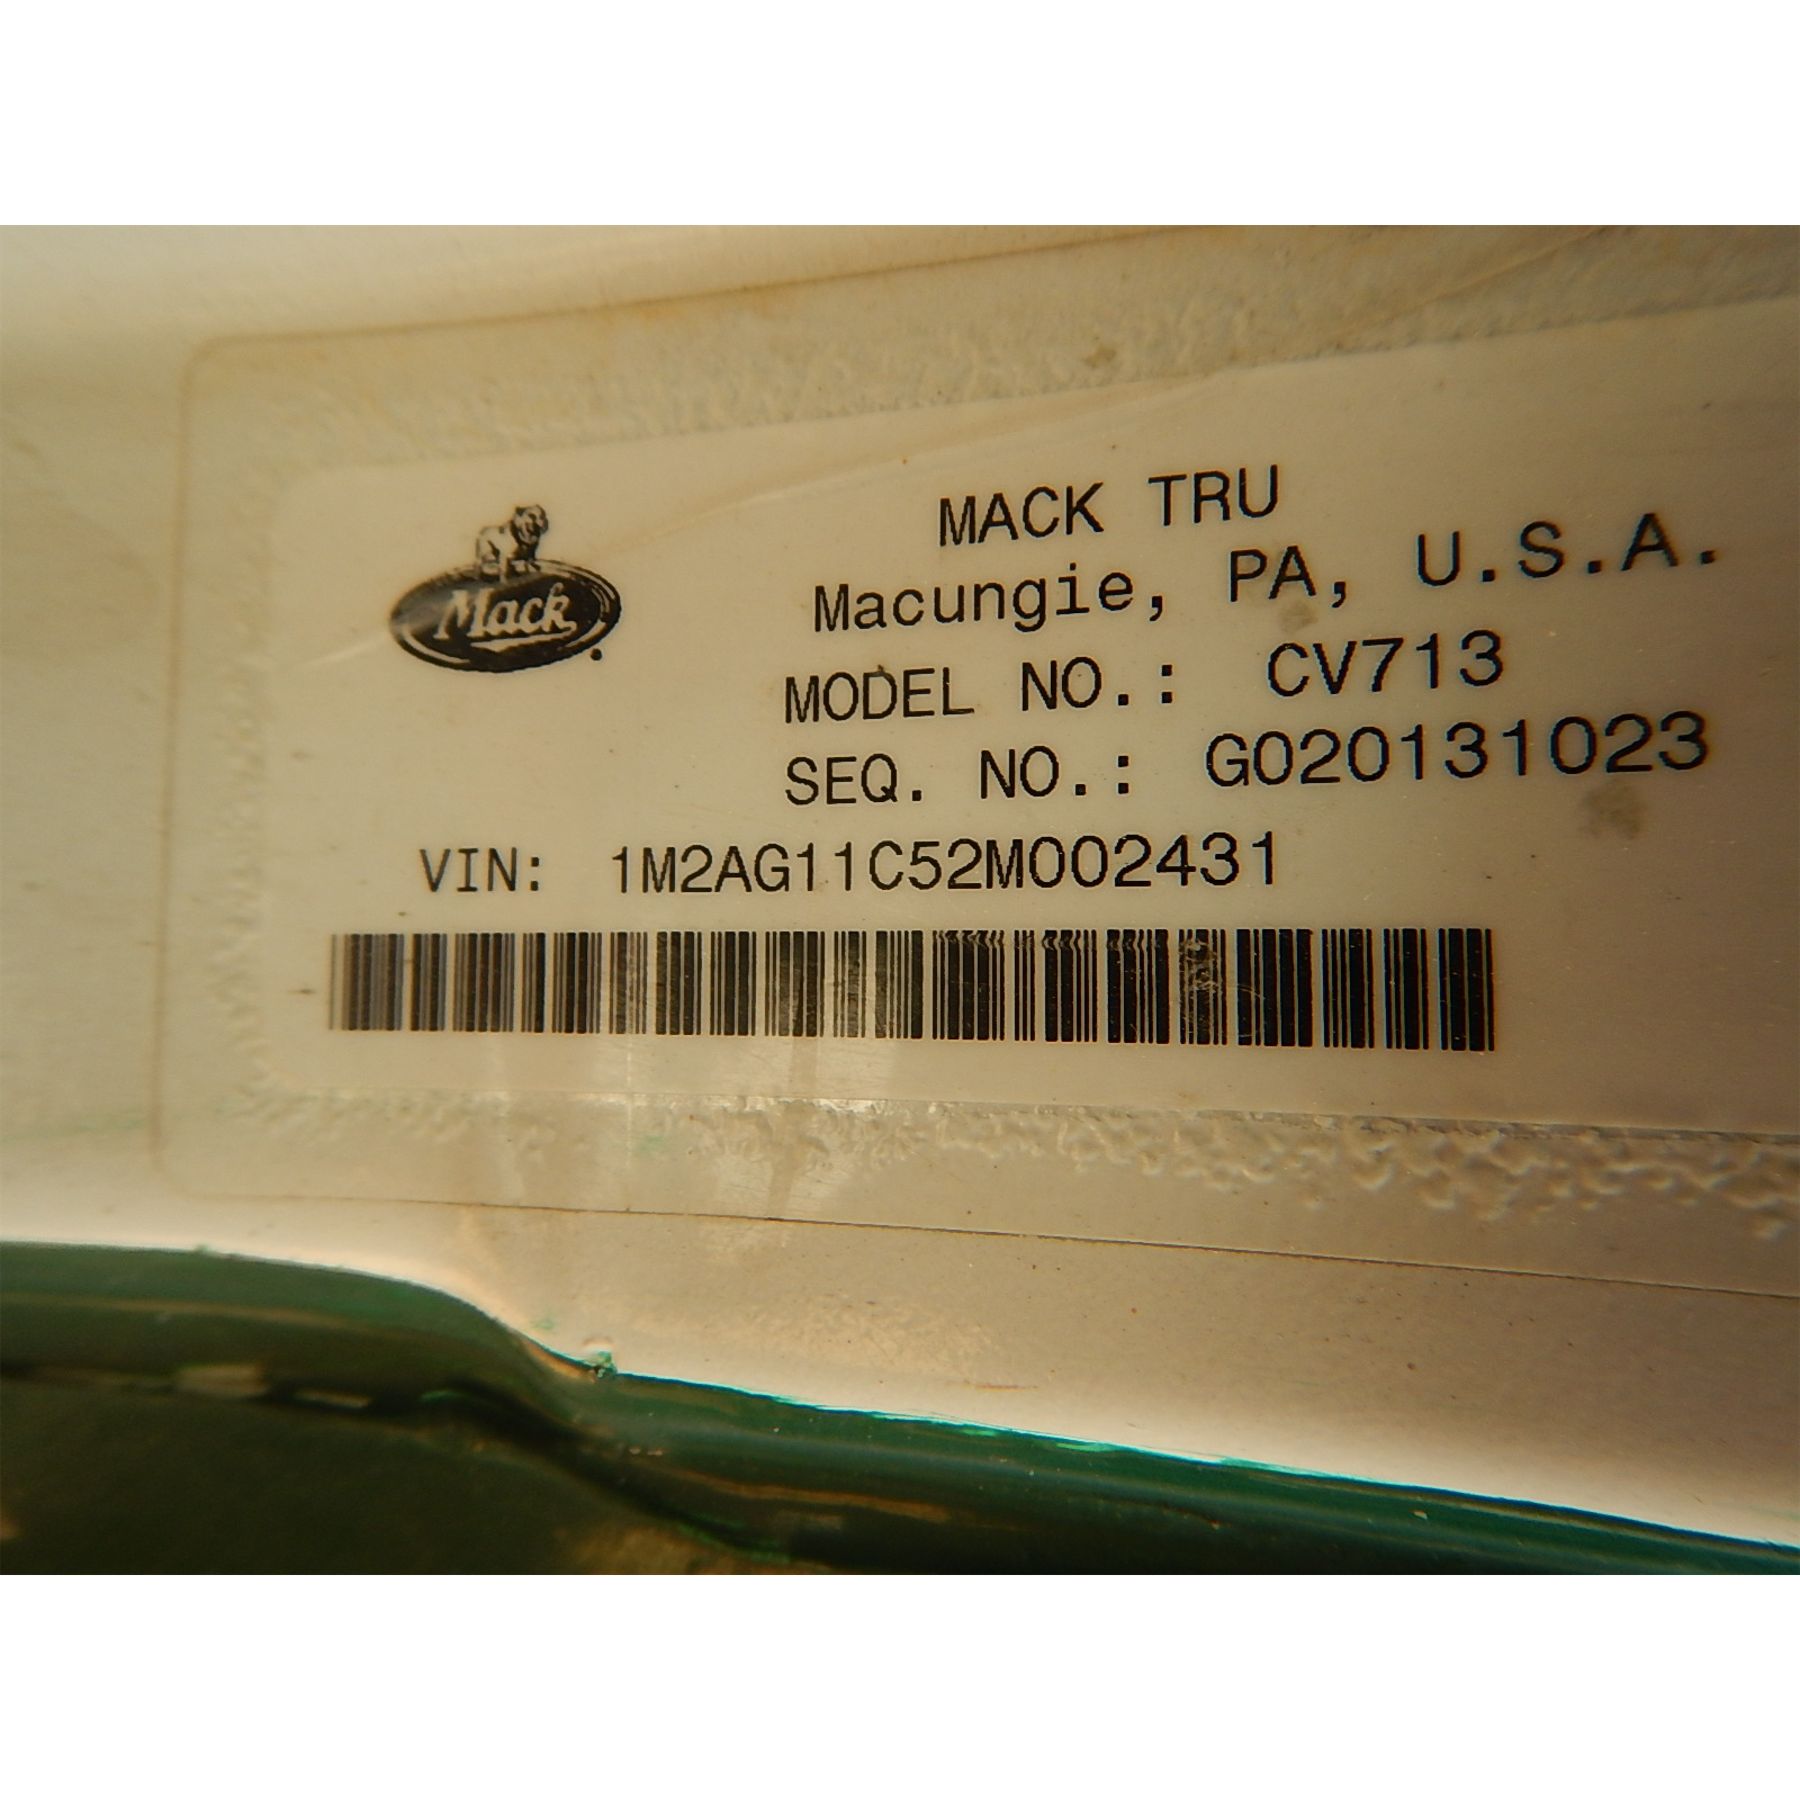 Mack
MACK TRU
Macungie, PA, U.S.A.
MODEL NO.: CV713
SEQ. NO.: G020131023
VIN: 1M2AG11C52M002431